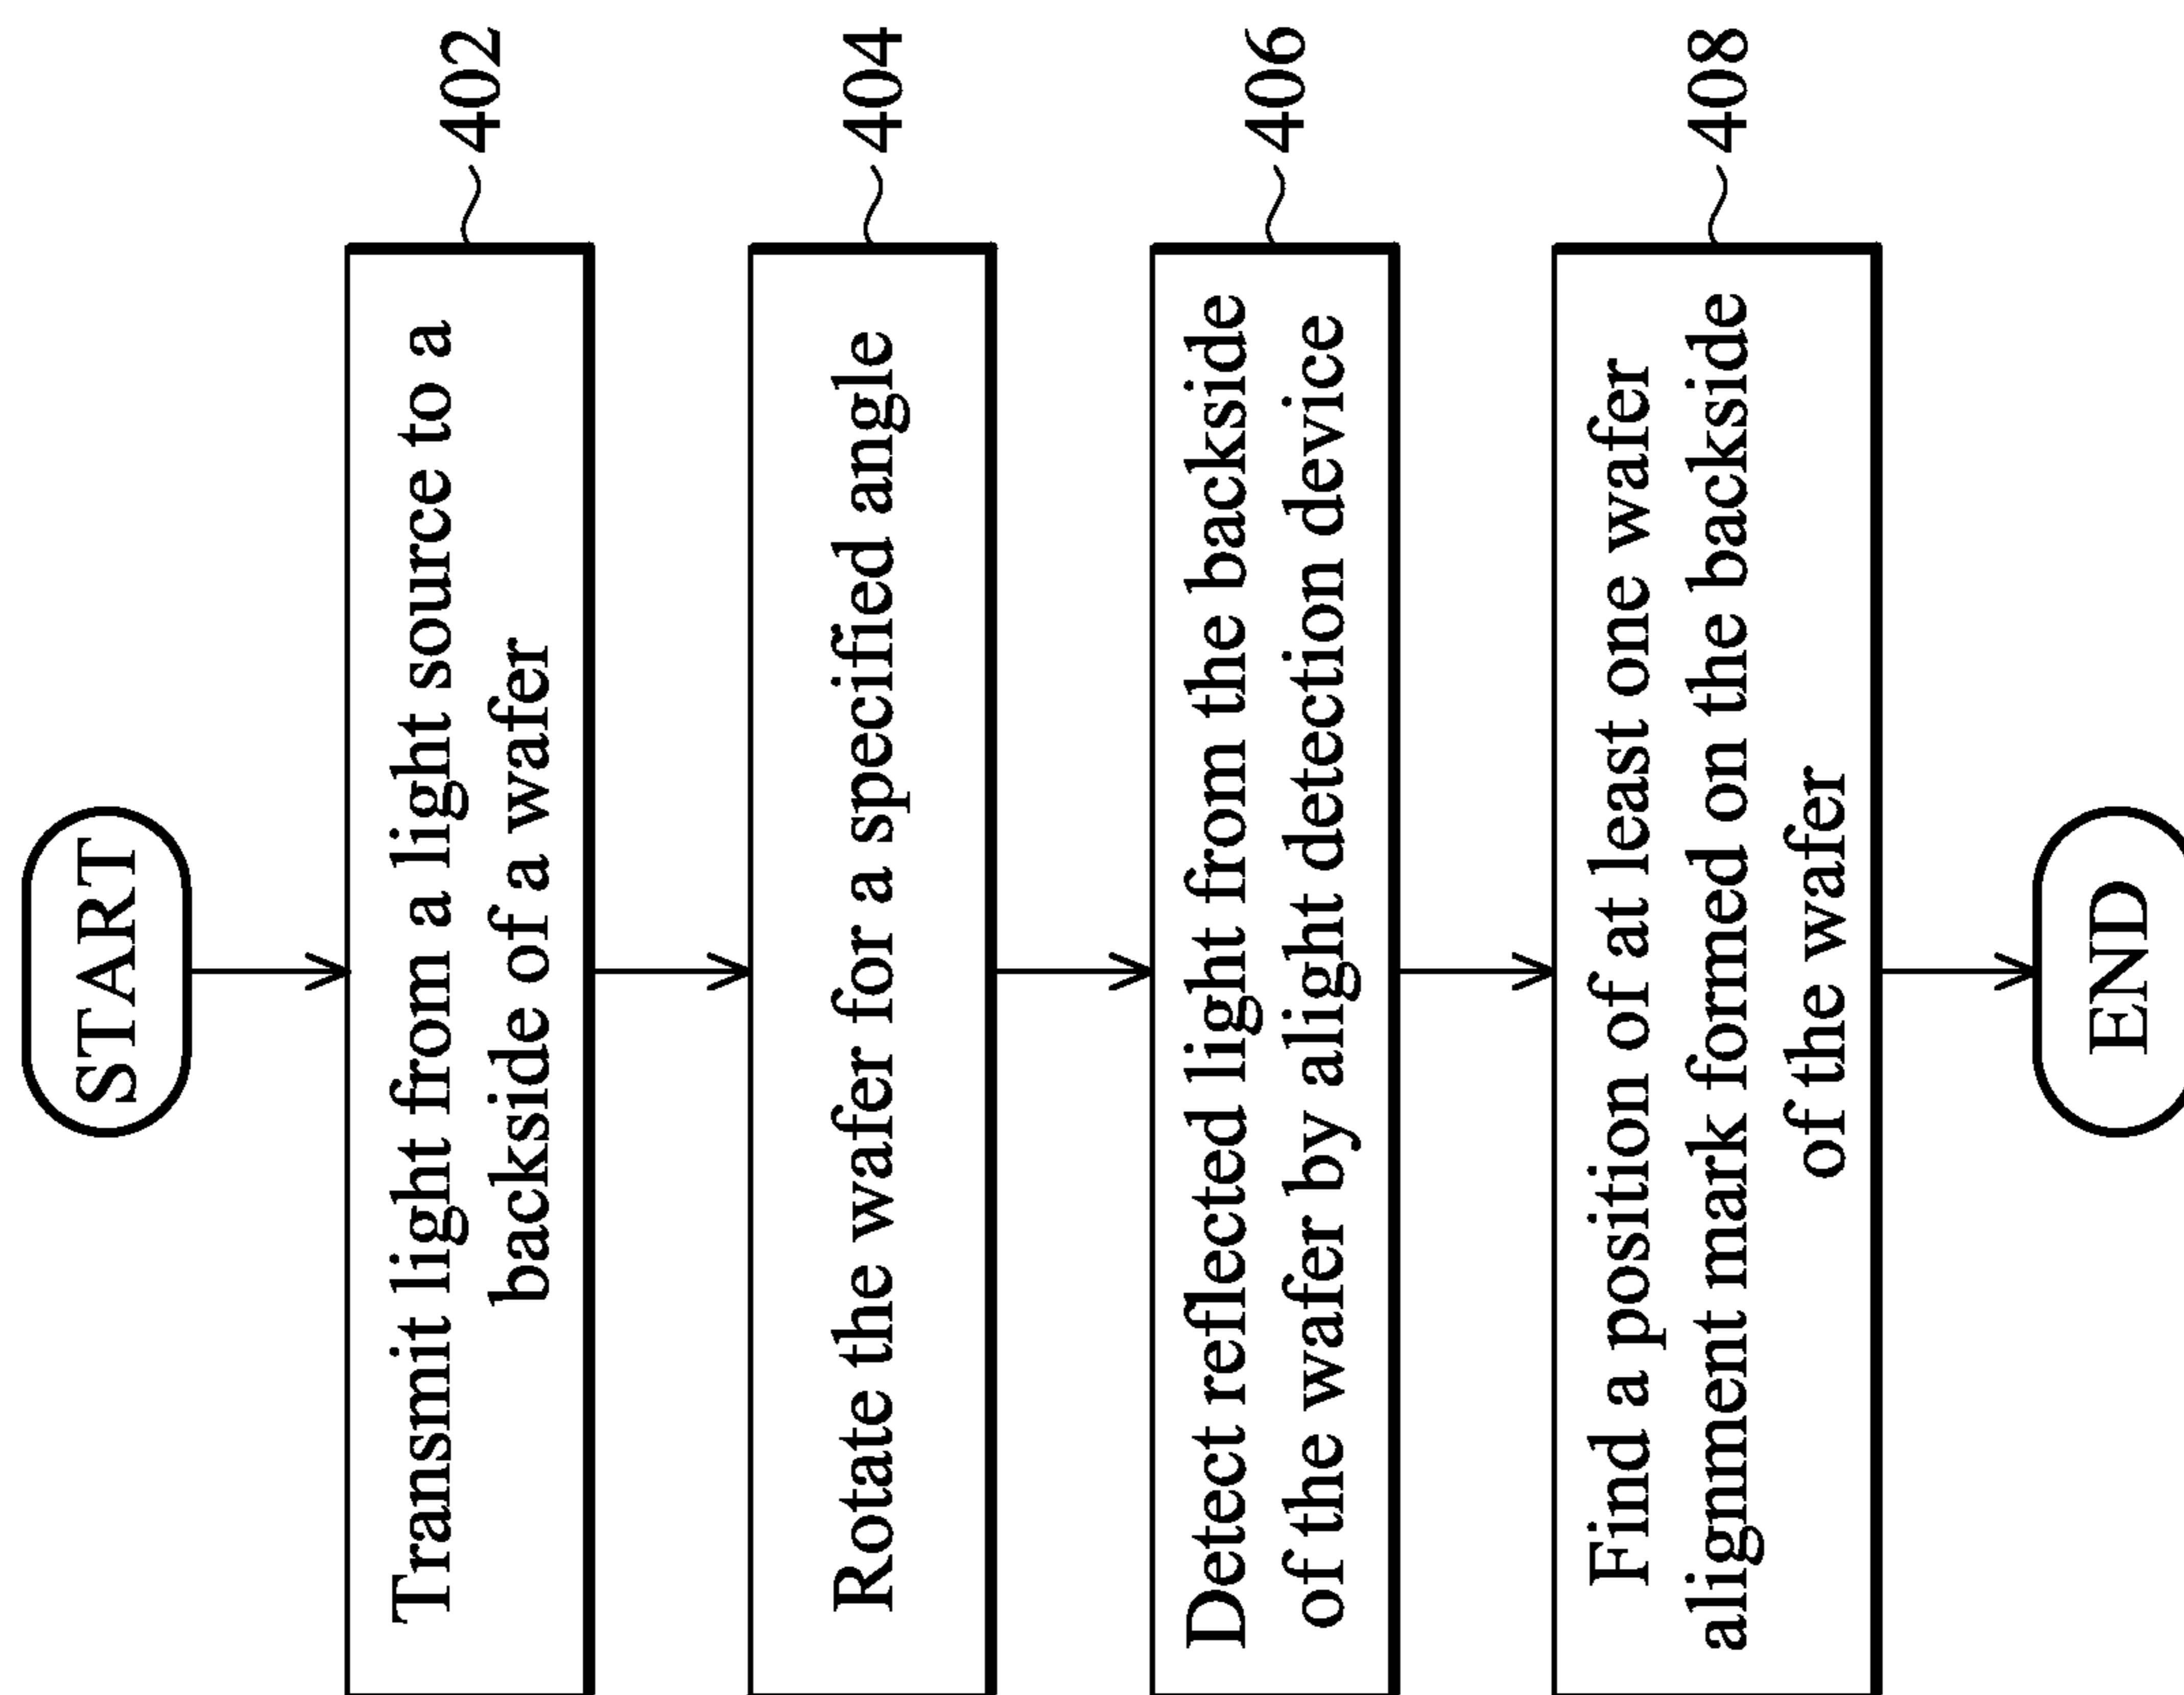 START
Transmit light from a light source to a
backside of a wafer
402
Rotate the wafer for a specified angle
404
Detect reflected light from the backside
of the wafer by alight detection device
406
Find a position of at least one wafer
alignment mark formed on the backside
of the wafer
408
END